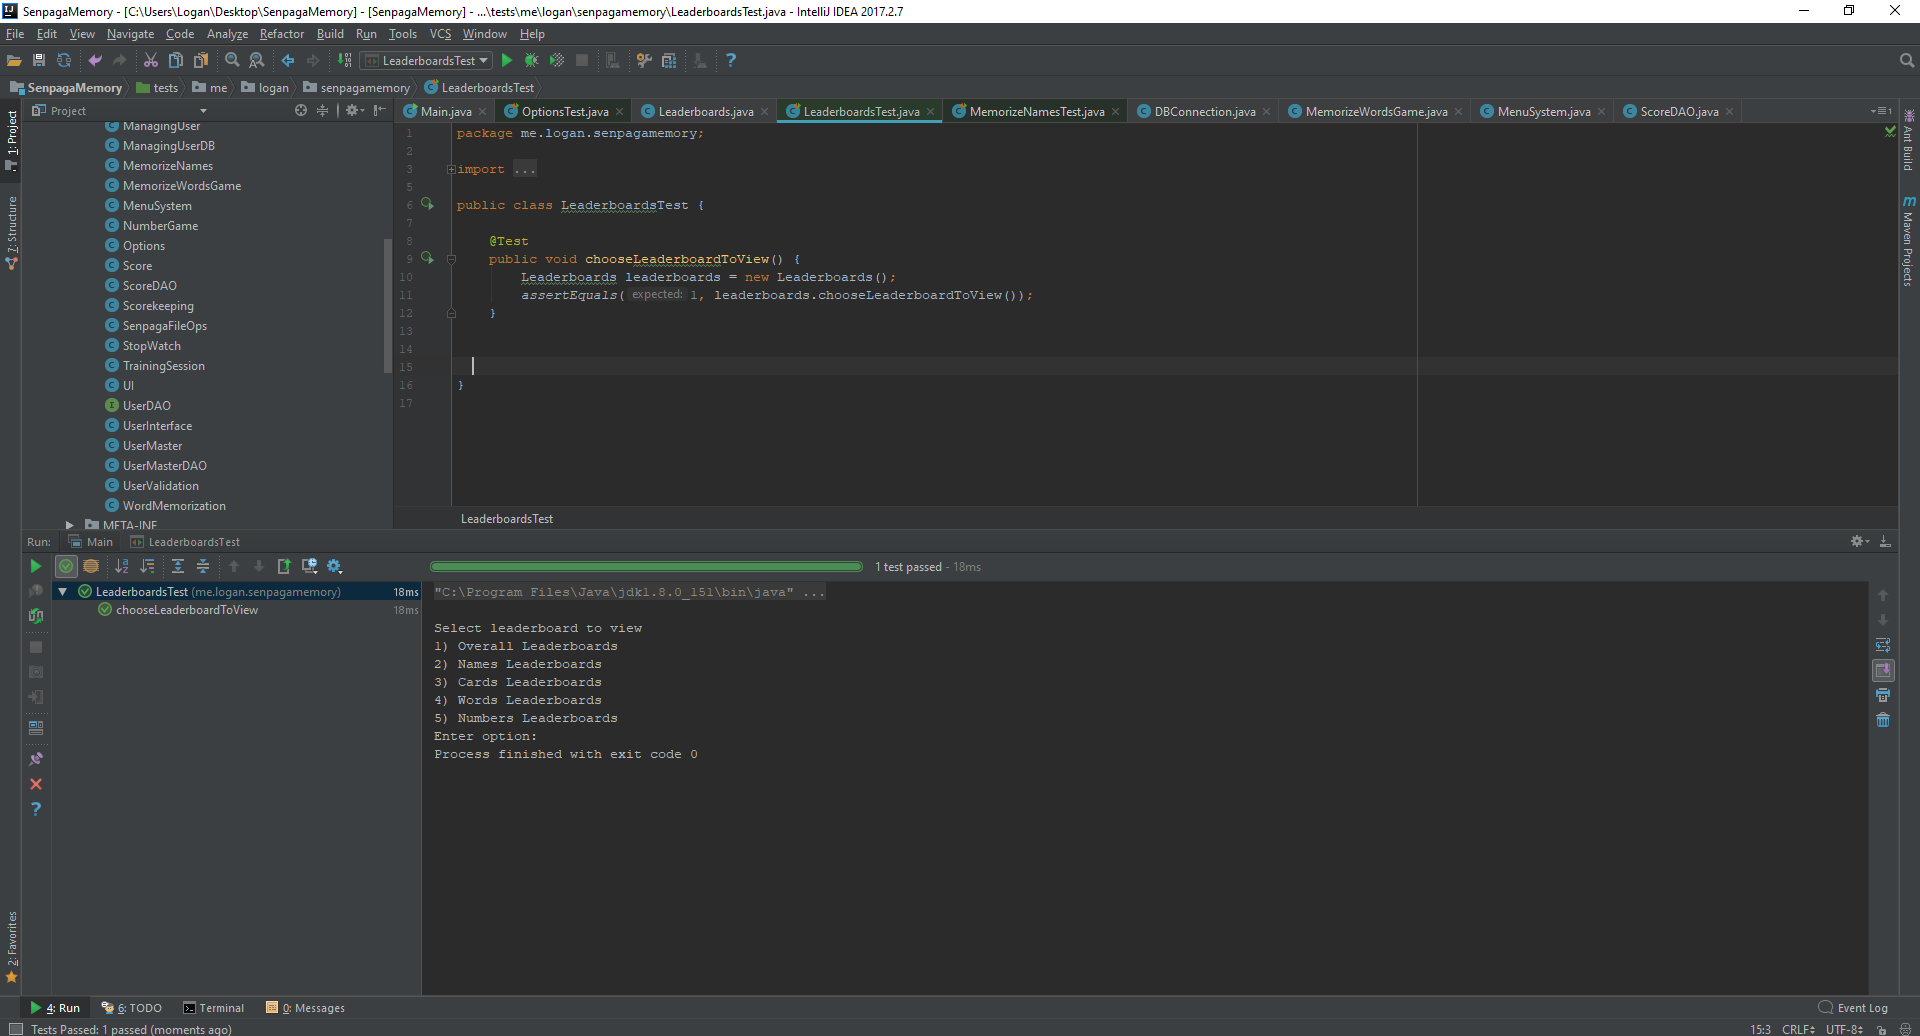 SenpagaMemory - [C:\Users\Logan\Desktop\SenpagaMemory] - [SenpagaMemory] - ...\tests\me\logan\senpagamemory\LeaderboardsTest.java - IntelliJ IDEA 2017.2.7
File Edit View Navigate Code Analyze Refactor Build Run Tools VCS Window Help
LeaderboardsTest
SenpagaMemory tests me logan senpagamemory LeaderboardsTest
Project
Main.java OptionsTest.java Leaderboards.java LeaderboardsTest.java MemorizeNamesTest.java DBConnection.java MemorizeWordsGame.java MenuSystem.java ScoreDAO.java
1: Project
7: Structure
2: Favorites
Ant Build
Maven Projects
ManagingUser
ManagingUserDB
MemorizeNames
MemorizeWordsGame
MenuSystem
NumberGame
Options
Score
ScoreDAO
Scorekeeping
SenpagaFileOps
StopWatch
TrainingSession
UI
UserDAO
UserInterface
UserMaster
UserMasterDAO
UserValidation
WordMemorization
META-INF
1 package me.logan.senpagamemory;
2
3 import ...
5
6 public class LeaderboardsTest {
7
8 @Test
9 public void chooseLeaderboardToView() {
10 Leaderboards leaderboards = new Leaderboards();
11 assertEquals( expected: 1, leaderboards.chooseLeaderboardToView());
12 }
13
14
15
16 }
17
LeaderboardsTest
Run: Main LeaderboardsTest
1 test passed - 18ms
LeaderboardsTest (me.logan.senpagamemory) 18ms
chooseLeaderboardToView 18ms
"C:\Program Files\Java\jdk1.8.0_151\bin\java" ...
Select leaderboard to view
1) Overall Leaderboards
2) Names Leaderboards
3) Cards Leaderboards
4) Words Leaderboards
5) Numbers Leaderboards
Enter option:
Process finished with exit code 0
4: Run 6: TODO Terminal 0: Messages Event Log
Tests Passed: 1 passed (moments ago) 15:3 CRLF UTF-8